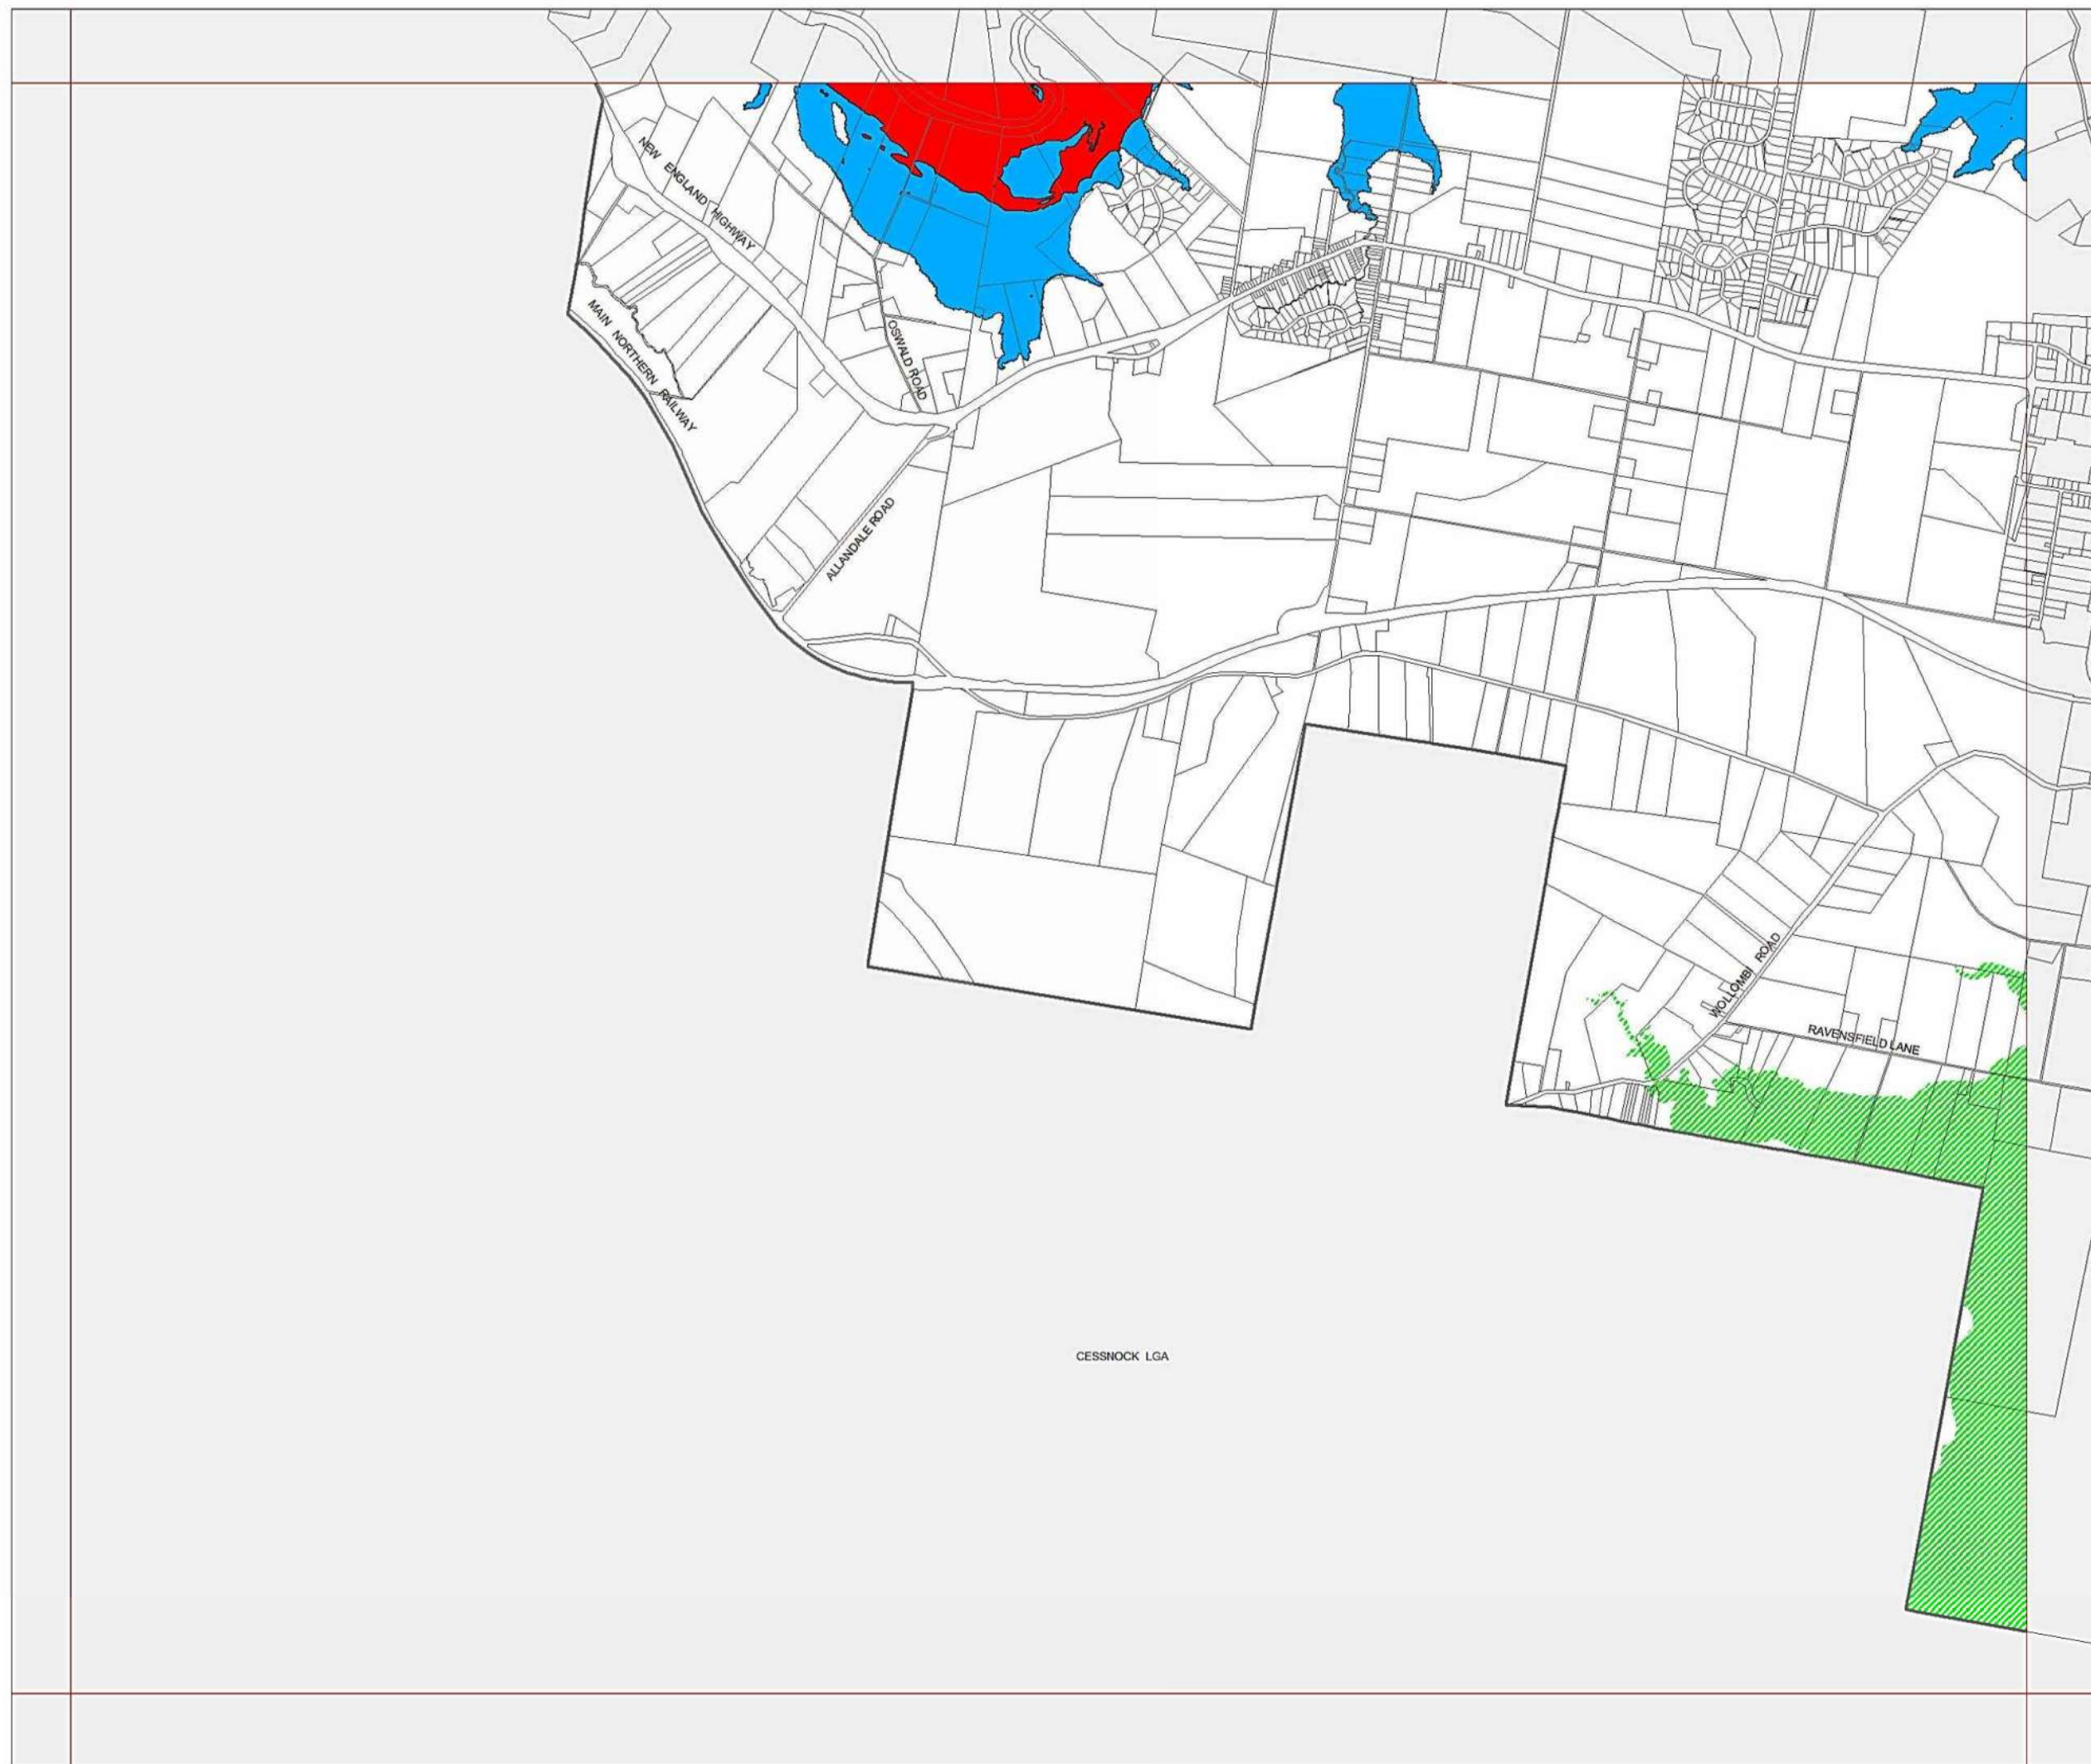 NEW ENGLAND HIGHWAY
MAIN NORTHERN RAILWAY
OSWALD ROAD
ALLANDALE ROAD
WOLLOMBI ROAD
RAVENSFIELD LANE
CESSNOCK LGA